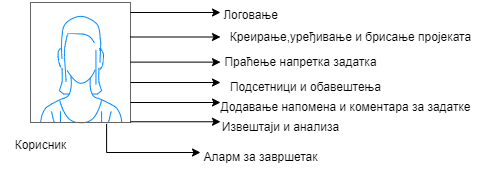 Логовање
Креирање,уређивање и брисање пројеката
Праћење напретка задатка
Подсетници и обавештења
Додавање напомена и коментара за задатке
Извештаји и анализа
Корисник
Аларм за завршетак